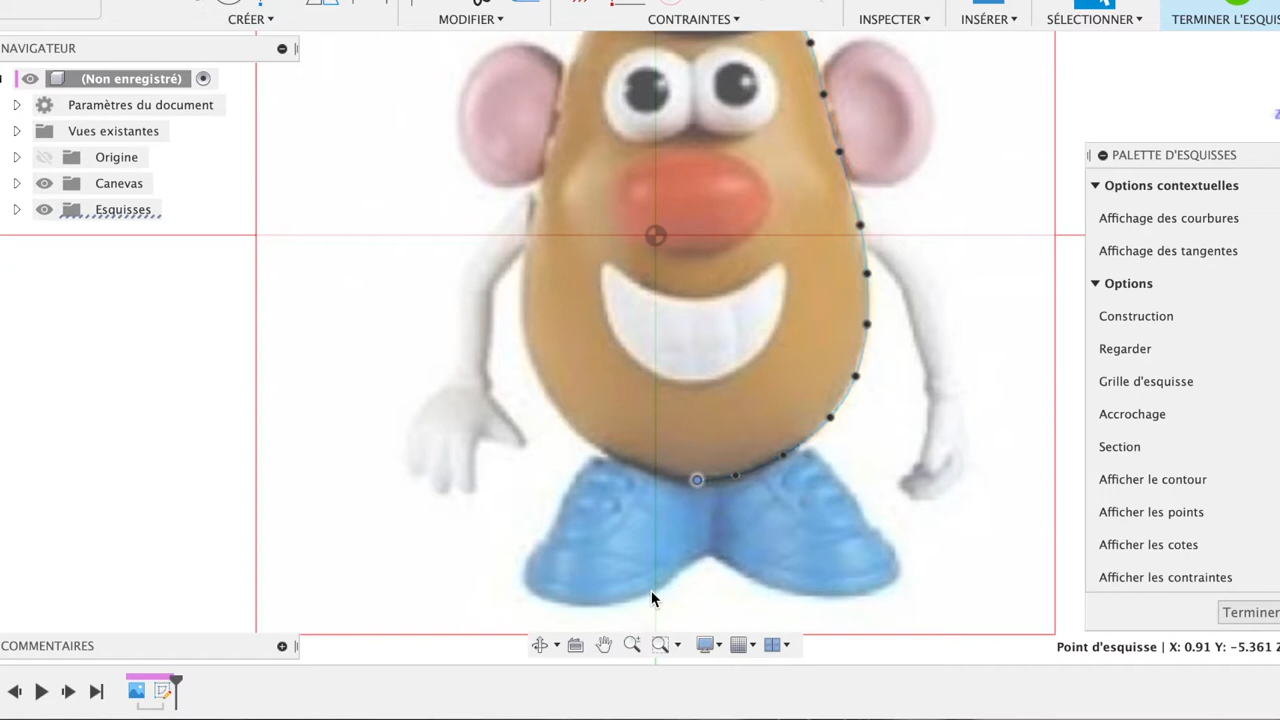 CRÉER ▾ MODIFIER ▾ CONTRAINTES ▾ INSPECTER ▾ INSÉRER ▾ SÉLECTIONNER ▾ TERMINER L'ESQUIS
NAVIGATEUR
(Non enregistré)
Paramètres du document
Vues existantes
Origine
Canevas
Esquisses
PALETTE D'ESQUISSES
Options contextuelles
Affichage des courbures
Affichage des tangentes
Options
Construction
Regarder
Grille d'esquisse
Accrochage
Section
Afficher le contour
Afficher les points
Afficher les cotes
Afficher les contraintes
Terminer
COMMENTAIRES
Point d'esquisse | X: 0.91 Y: -5.361 Z